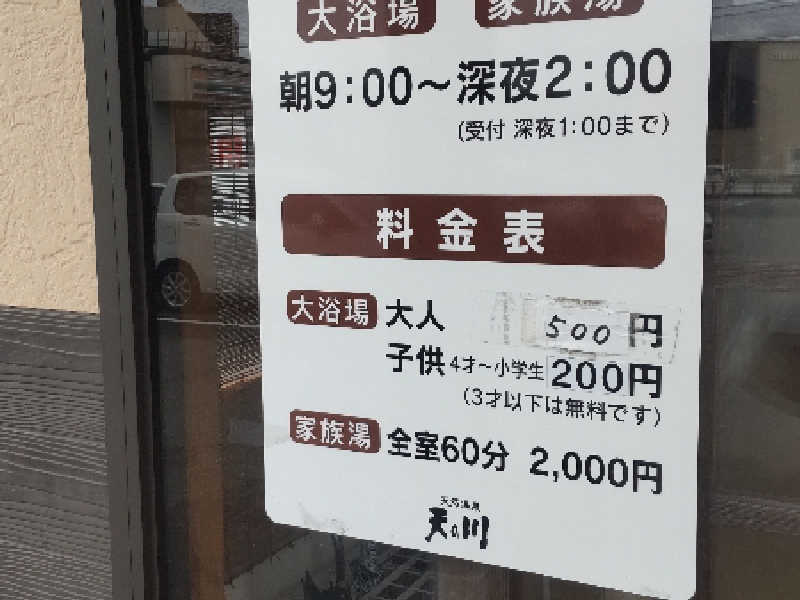 大浴場 家族湯
朝9:00～深夜2:00
(受付 深夜1:00まで)
料金表
大浴場 大人 500円
子供 4才～小学生 200円
(3才以下は無料です)
家族湯 全室60分 2,000円
天然温泉
天の川